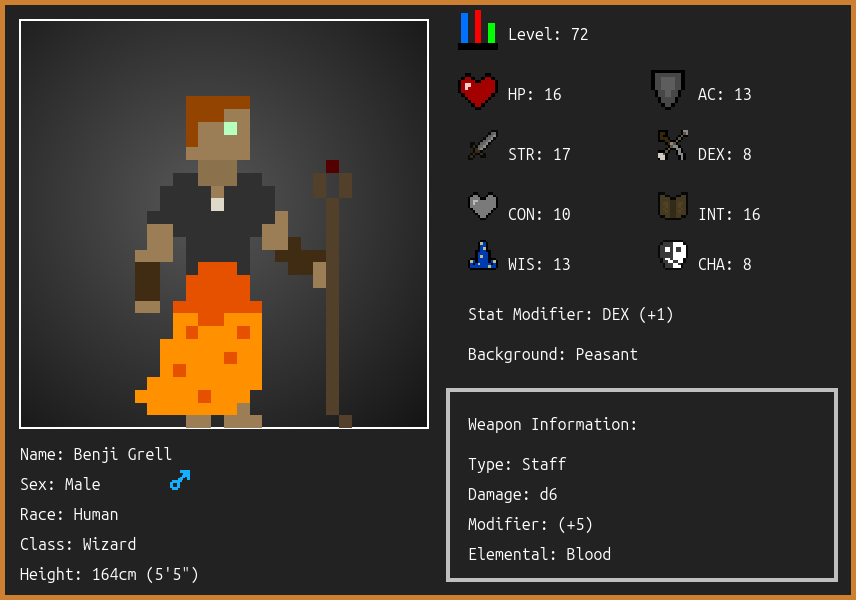 Level: 72
HP: 16
AC: 13
STR: 17
DEX: 8
CON: 10
INT: 16
WIS: 13
CHA: 8
Stat Modifier: DEX (+1)
Background: Peasant
Weapon Information:
Type: Staff
Damage: d6
Modifier: (+5)
Elemental: Blood
Name: Benji Grell
Sex: Male
Race: Human
Class: Wizard
Height: 164cm (5'5")